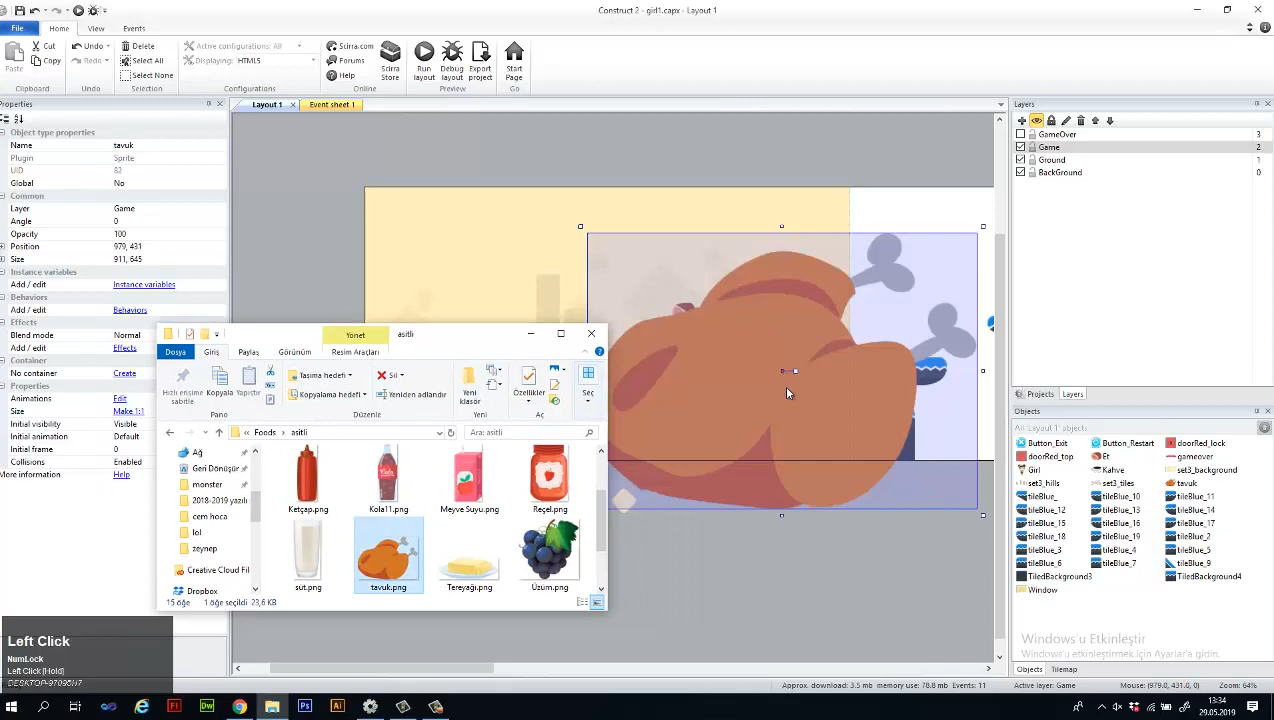 Construct 2 - girl1.capx - Layout 1
File
Home
View
Events
Paste
Cut
Copy
Clipboard
Undo
Redo
Undo
Delete
Select All
Select None
Selection
Active configurations: All
Displaying: HTML5
Configurations
Scirra.com
Forums
Help
Online
Scirra Store
Run layout
Debug layout
Export project
Preview
Start Page
Go
Properties
Object type properties
Name tavuk
Plugin Sprite
UID 82
Global No
Common
Layer Game
Angle 0
Opacity 100
Position 979, 431
Size 911, 645
Instance variables
Add / edit Instance variables
Behaviors
Add / edit Behaviors
Effects
Blend mode Normal
Add / edit Effects
Container
No container Create
Properties
Animations Edit
Size Make 1:1
Initial visibility Visible
Initial animation Default
Initial frame 0
Collisions Enabled
More information Help
Layout 1
Event sheet 1
Yönet
asitli
Dosya
Giriş
Paylaş
Görünüm
Resim Araçları
Hızlı erişime sabitle
Kopyala
Yapıştır
Pano
Taşıma hedefi
Kopyalama hedefi
Sil
Yeniden adlandır
Düzenle
Yeni klasör
Yeni
Özellikler
Aç
Seç
Foods
asitli
Ara: asitli
Ağ
Geri Dönüşüm
monster
2018-2019 yazılı
cem hoca
lol
zeynep
Creative Cloud Fil
Dropbox
Ketçap.png
Kola11.png
Meyve Suyu.png
Reçel.png
süt.png
tavuk.png
Tereyağı.png
Üzüm.png
15 öğe
1 öğe seçildi
23,6 KB
Left Click
NumLock
Left Click [Hold]
DESKTOP-97095H7
Layers
GameOver 3
Game 2
Ground 1
BackGround 0
Projects
Layers
Objects
All 'Layout 1' objects
Button_Exit
Button_Restart
doorRed_lock
doorRed_top
Et
gameover
Girl
Kahve
set3_background
set3_hills
set3_tiles
tavuk
tileBlue_
tileBlue_10
tileBlue_11
tileBlue_12
tileBlue_13
tileBlue_14
tileBlue_15
tileBlue_16
tileBlue_17
tileBlue_18
tileBlue_19
tileBlue_2
tileBlue_3
tileBlue_4
tileBlue_5
tileBlue_6
tileBlue_7
tileBlue_9
TiledBackground3
TiledBackground4
Window
Windows'u Etkinleştir
Windows'u etkinleştirmek için Ayarlar'a gidin.
Objects
Tilemap
Approx. download: 3.5 mb
memory use: 78.8 mb
Events: 11
Active layer: Game
Mouse: (979.0, 431.0, 0)
Zoom: 64%
Fl
Dw
Ps
Ai
13:34
29.05.2019